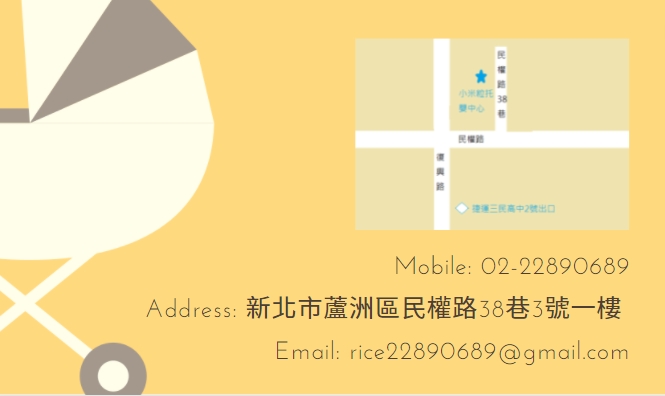 民權路38巷
小米粒托
嬰中心
民權路
復興路
捷運三民高中2號出口
Mobile: 02-22890689
Address: 新北市蘆洲區民權路38巷3號一樓
Email: rice22890689@gmail.com